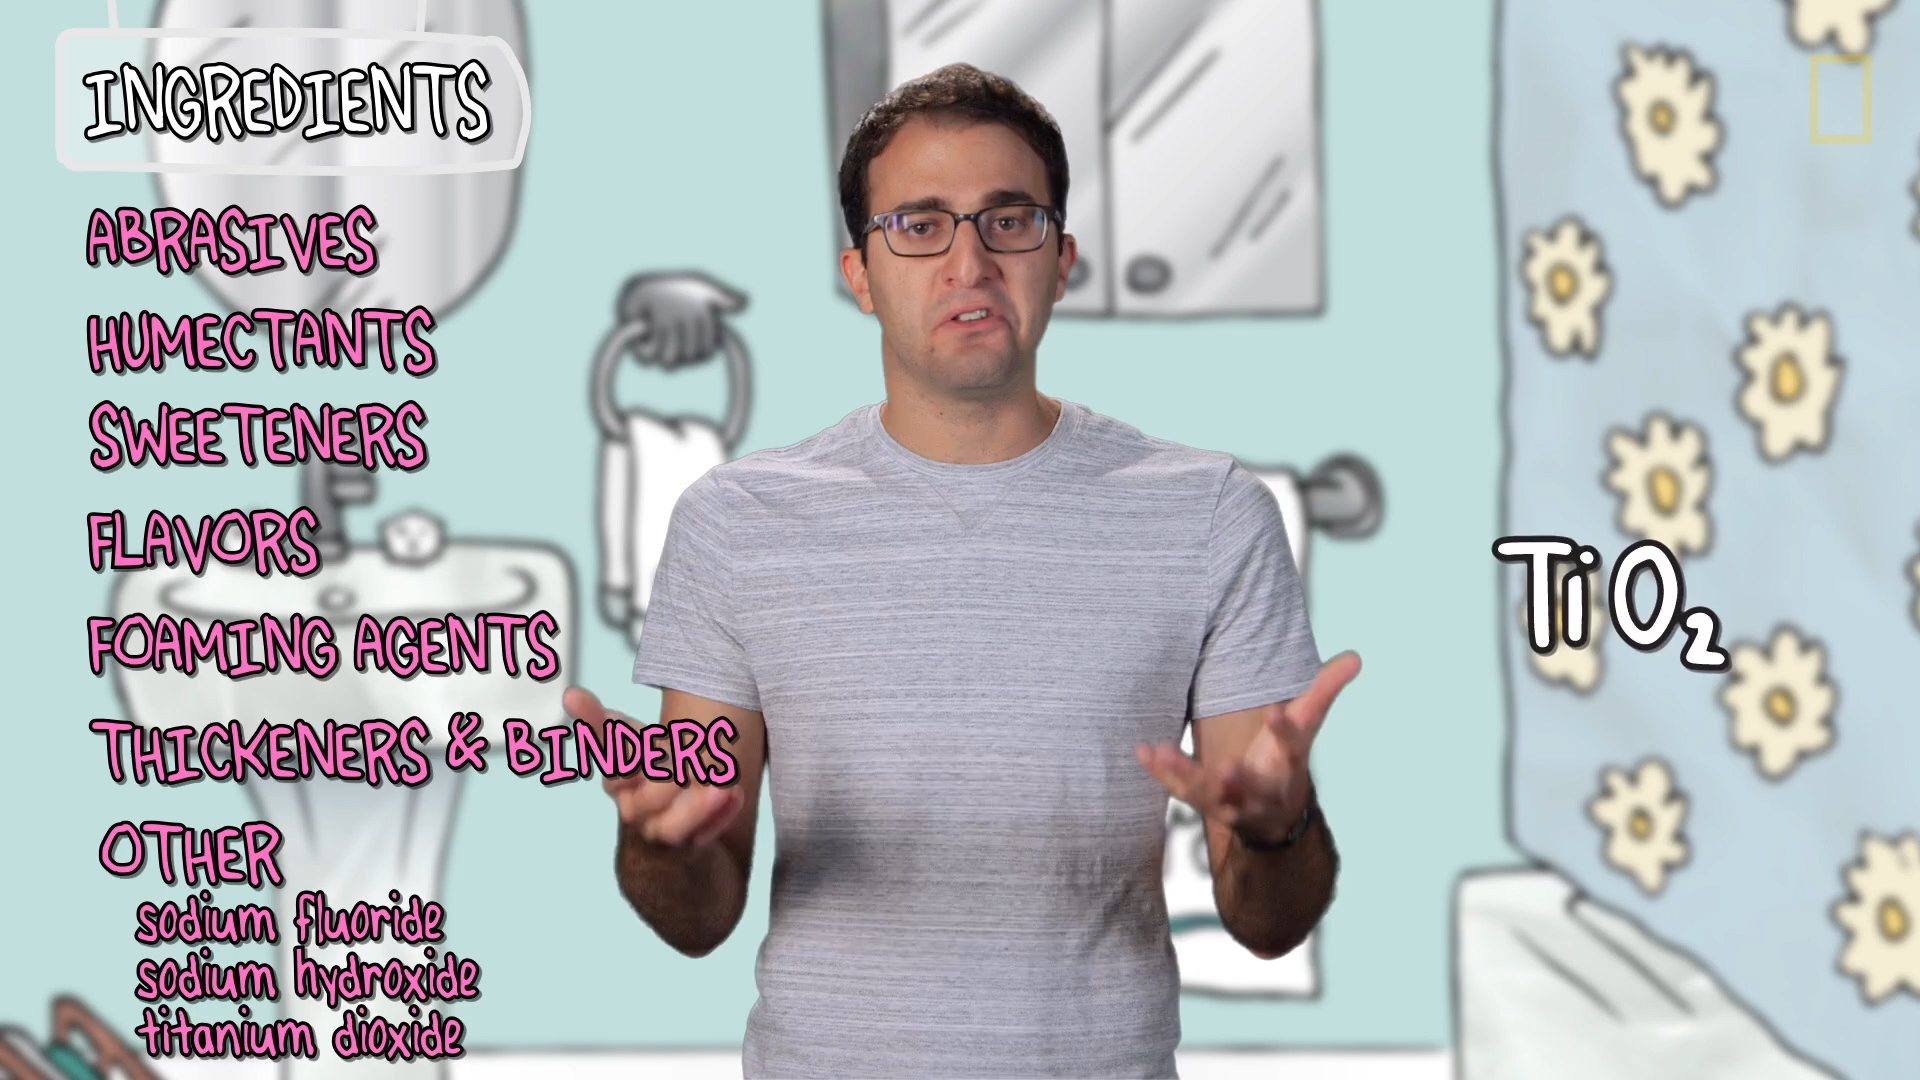 INGREDIENTS
ABRASIVES
HUMECTANTS
SWEETENERS
FLAVORS
FOAMING AGENTS
THICKENERS & BINDERS
OTHER
sodium fluoride
sodium hydroxide
titanium dioxide
TiO₂